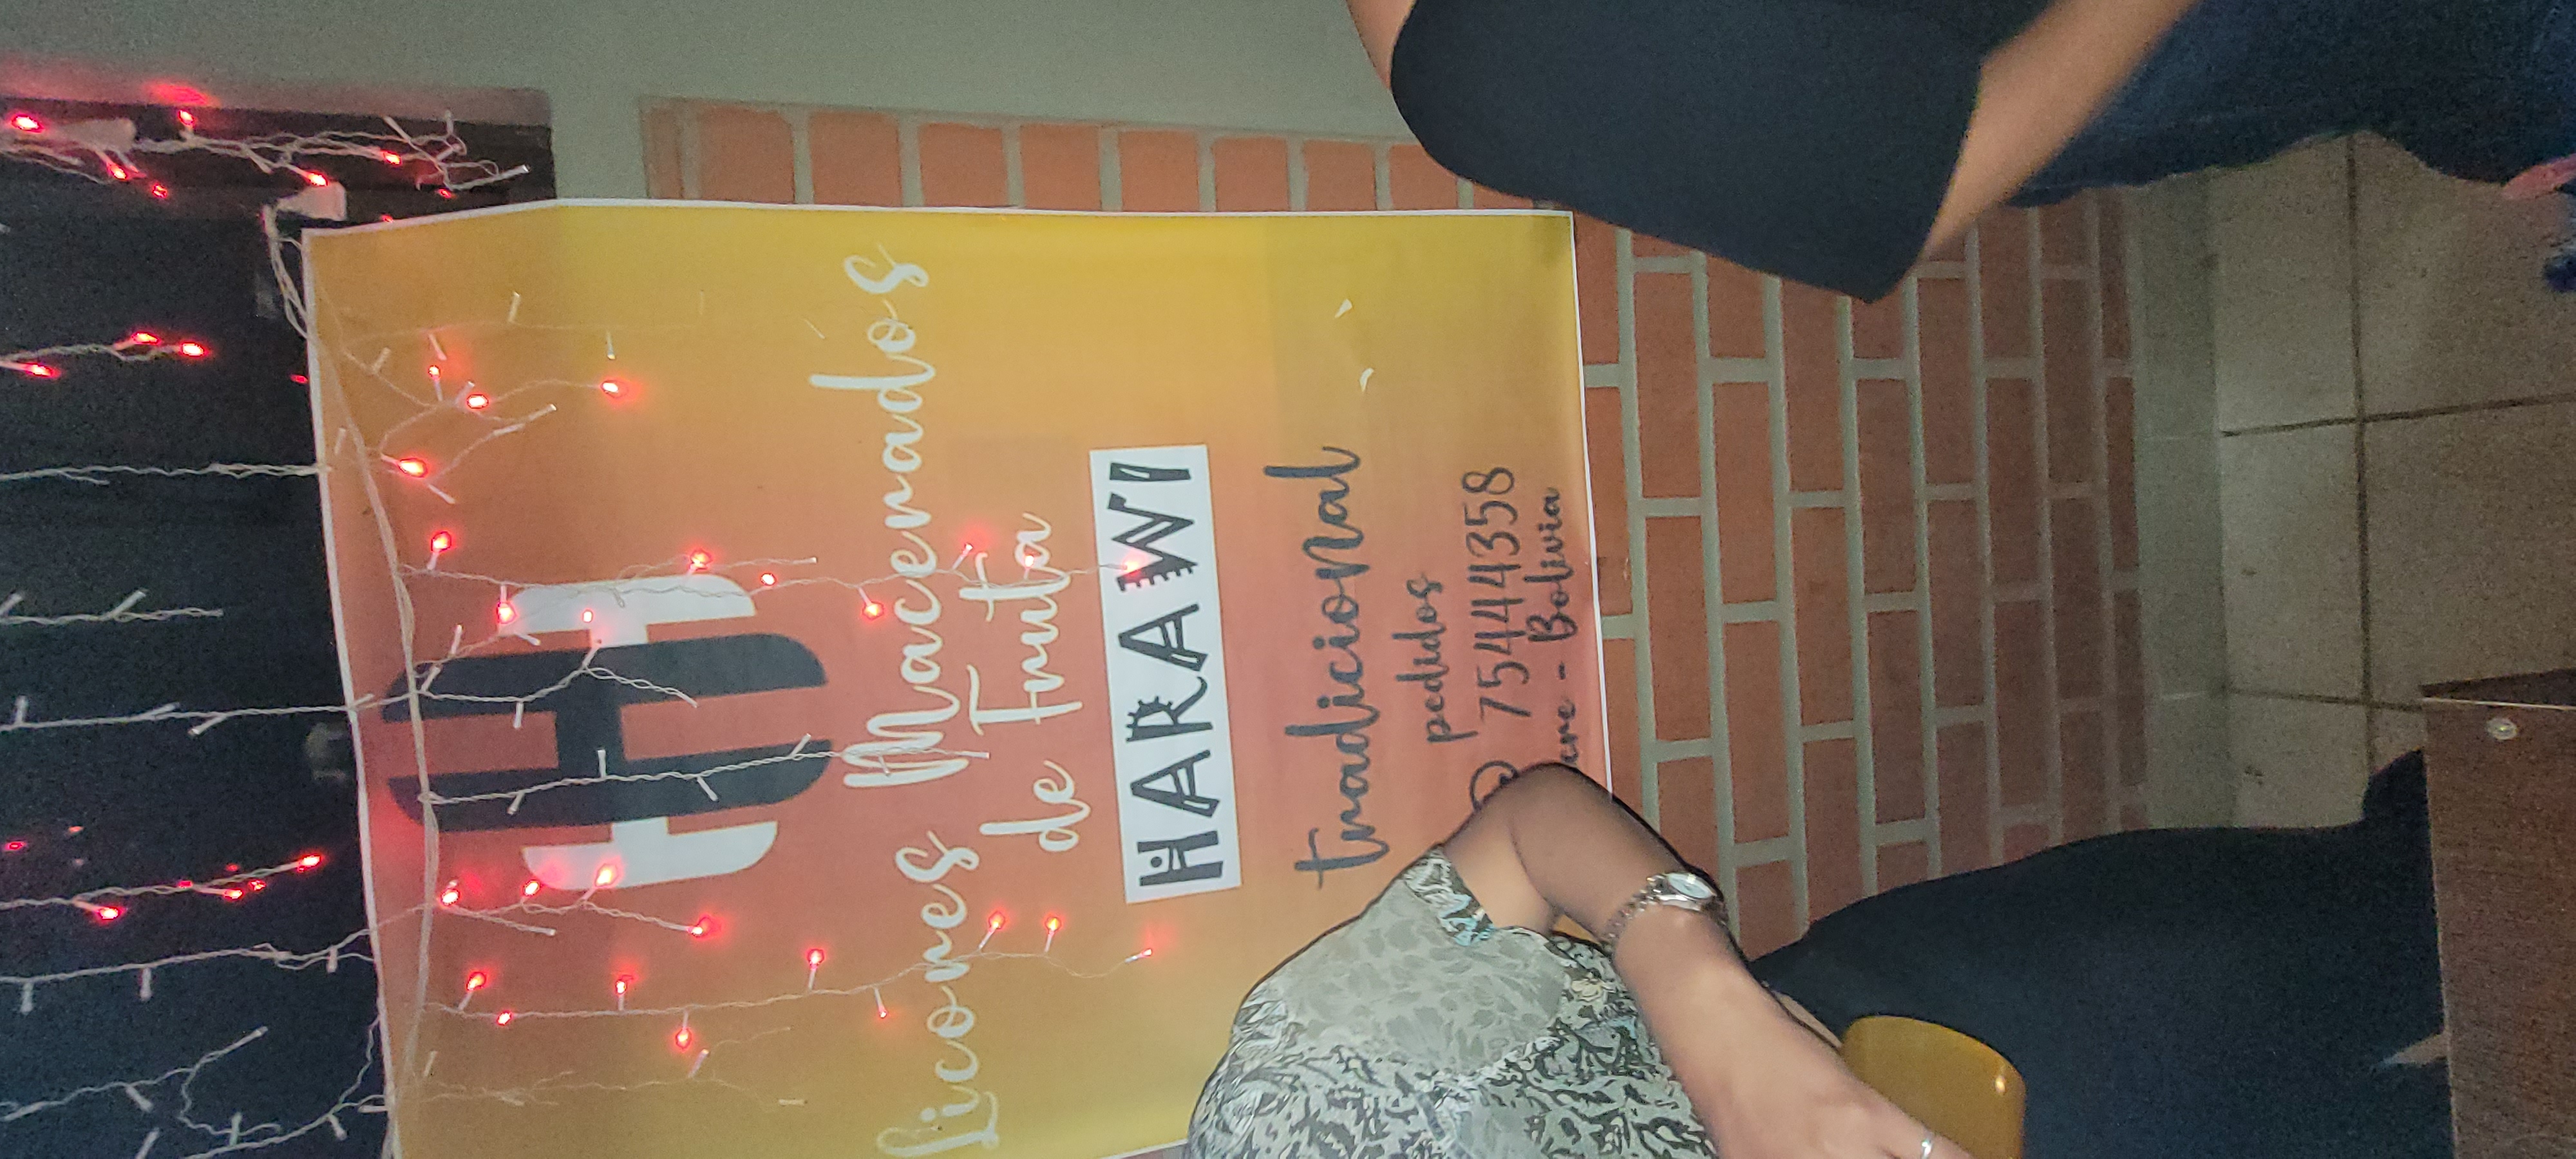 Licores Macerados
de Fruta
HARAWI
tradicional
pedidos
75444358
- Bolivia